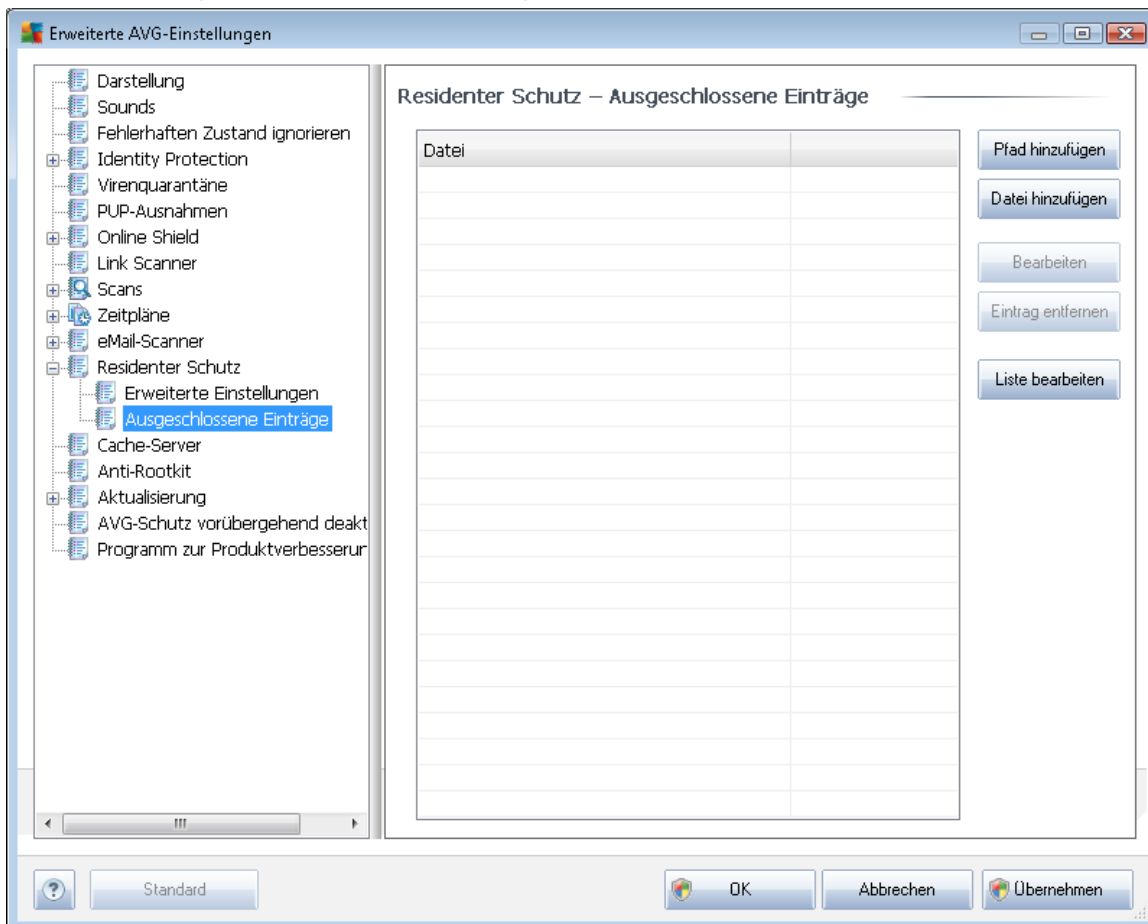 Erweiterte AVG-Einstellungen
Darstellung
Sounds
Fehlerhaften Zustand ignorieren
Identity Protection
Virenquarantäne
PUP-Ausnahmen
Online Shield
Link Scanner
Scans
Zeitpläne
eMail-Scanner
Residenter Schutz
Erweiterte Einstellungen
Ausgeschlossene Einträge
Cache-Server
Anti-Rootkit
Aktualisierung
AVG-Schutz vorübergehend deakt
Programm zur Produktverbesserur
Residenter Schutz – Ausgeschlossene Einträge
Datei
Pfad hinzufügen
Datei hinzufügen
Bearbeiten
Eintrag entfernen
Liste bearbeiten
Standard
OK
Abbrechen
Übernehmen